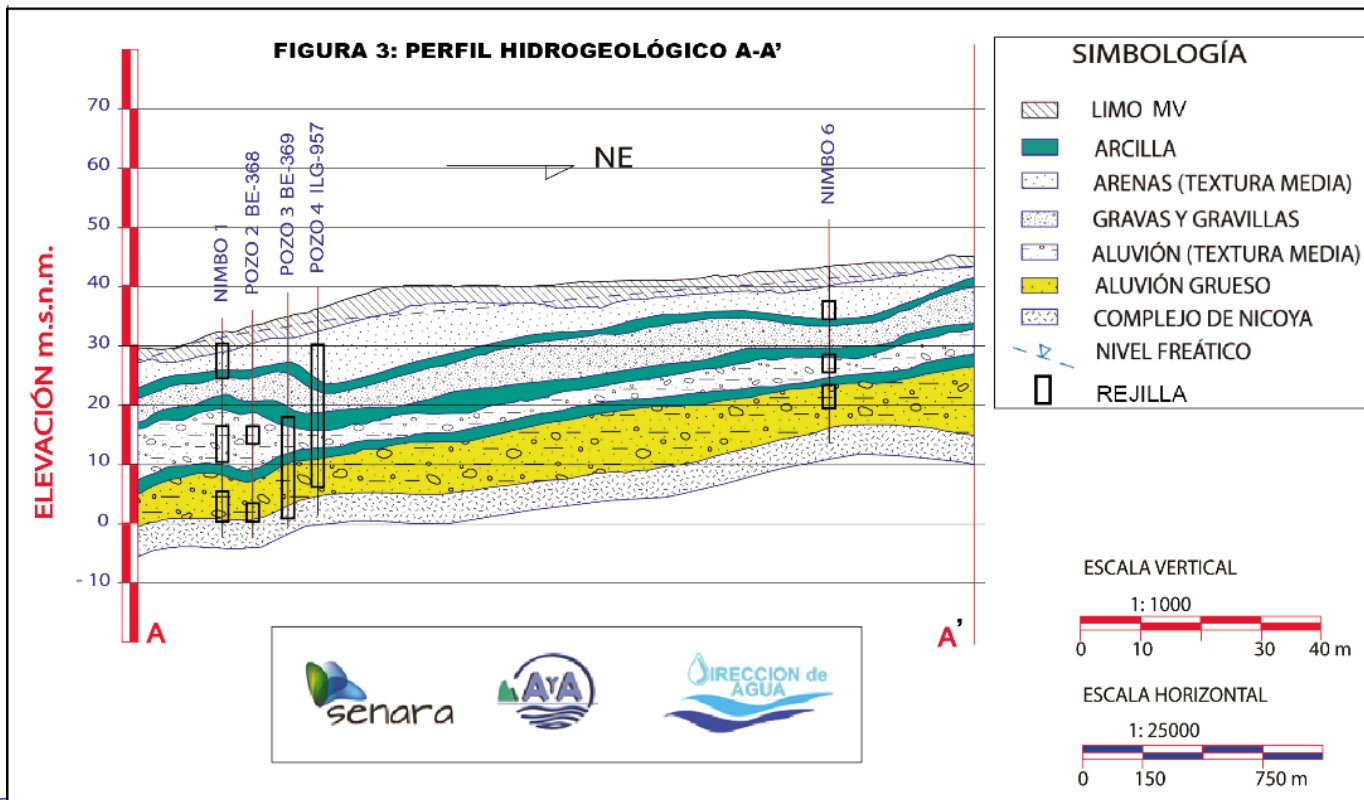 FIGURA 3: PERFIL HIDROGEOLÓGICO A-A'
ELEVACIÓN m.s.n.m.
70
60
50
40
30
20
10
0
- 10
NIMBO 1
POZO 2 BE-368
POZO 3 BE-369
POZO 4 ILG-957
NE
NIMBO 6
A
A'
SIMBOLOGÍA
LIMO MV
ARCILLA
ARENAS (TEXTURA MEDIA)
GRAVAS Y GRAVILLAS
ALUVIÓN (TEXTURA MEDIA)
ALUVIÓN GRUESO
COMPLEJO DE NICOYA
NIVEL FREÁTICO
REJILLA
ESCALA VERTICAL
1: 1000
0 10 30 40 m
ESCALA HORIZONTAL
1: 25000
0 150 750 m
senara
AyA
DIRECCION de
AGUA